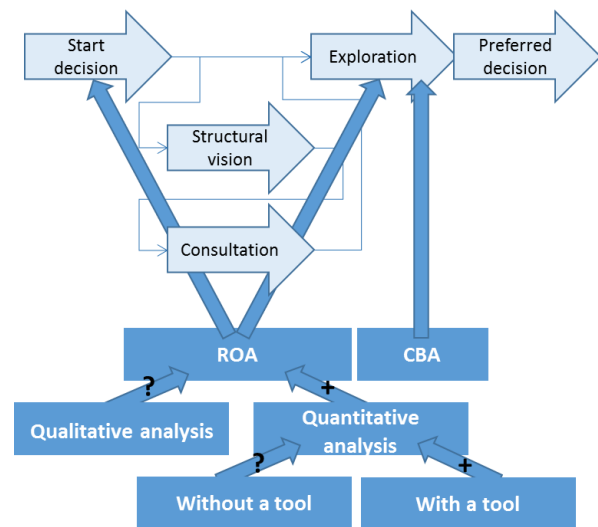 Start
decision
Exploration
Preferred
decision
Structural
vision
Consultation
ROA
CBA
?
+
Qualitative analysis
Quantitative
analysis
?
+
Without a tool
With a tool